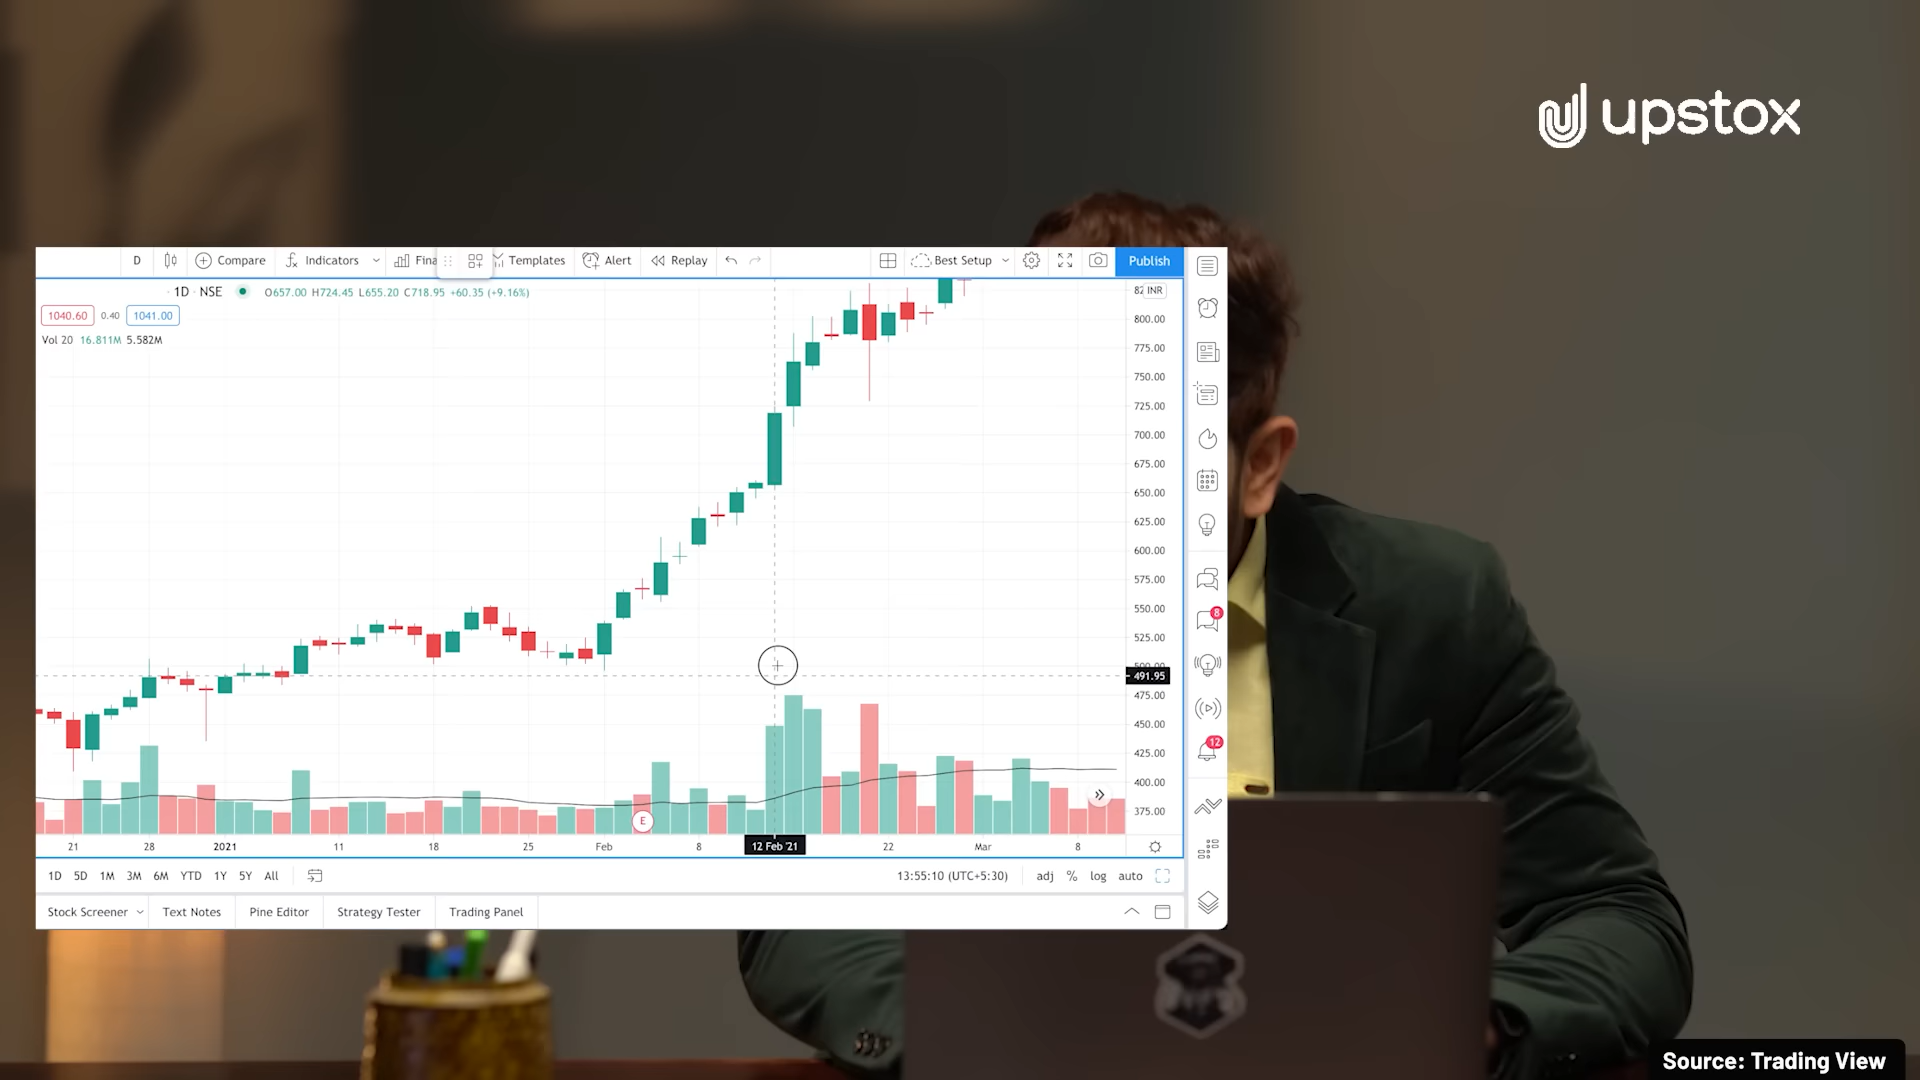 upstox
D
Compare
Indicators
Fina
Templates
Alert
Replay
Best Setup
Publish
· 1D · NSE
O657.00 H724.45 L655.20 C718.95 +60.35 (+9.16%)
INR
1040.60 0.40 1041.00
Vol 20 16.811M 5.582M
800.00
775.00
750.00
725.00
700.00
675.00
650.00
625.00
600.00
575.00
550.00
525.00
500.00
491.95
475.00
450.00
425.00
400.00
375.00
8
12
E
21 28 2021 11 18 25 Feb 8 12 Feb '21 22 Mar 8
1D 5D 1M 3M 6M YTD 1Y 5Y All
13:55:10 (UTC+5:30) adj % log auto
Stock Screener Text Notes Pine Editor Strategy Tester Trading Panel
Source: Trading View